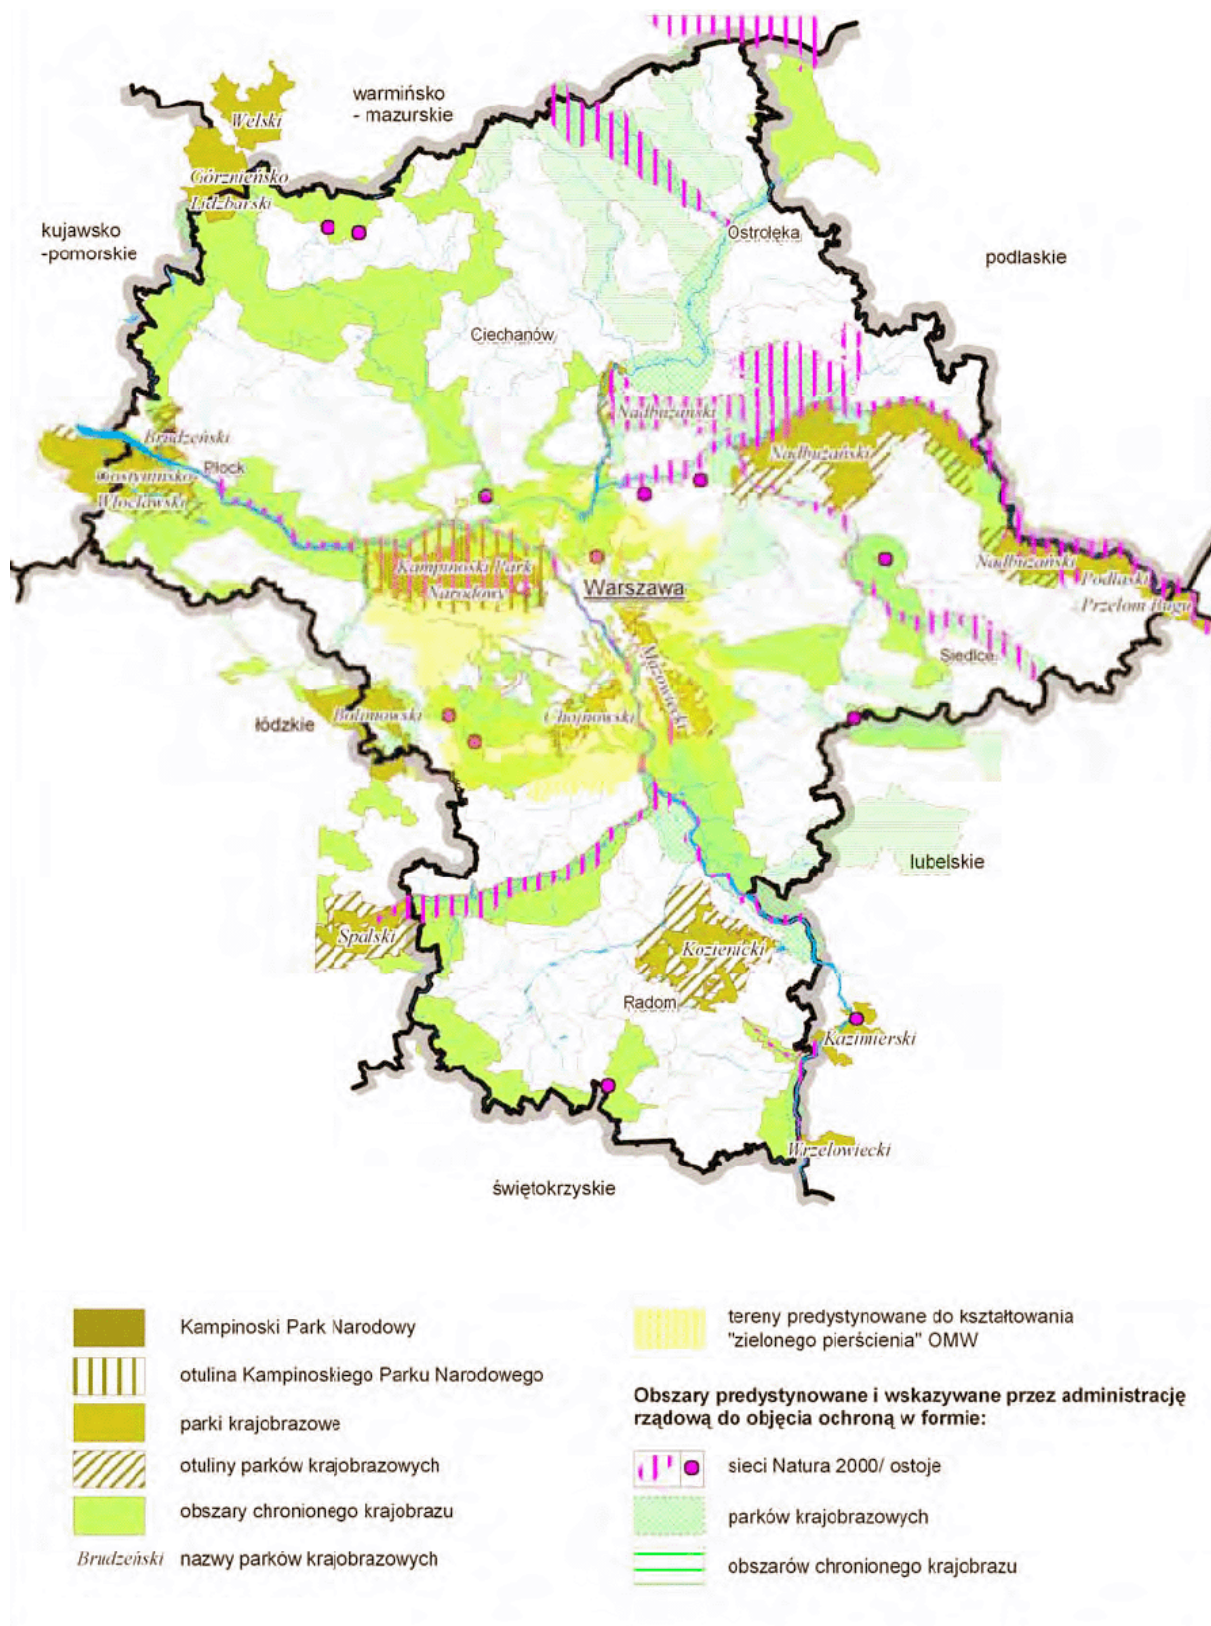 warmińsko
- mazurskie
Welski
Górznieńsko
Lidzbarski
kujawsko
-pomorskie
Ostrołęka
podlaskie
Ciechanów
Nadbużański
Brudzeński
Nadbużański
Płock
Gostynińsko-
Włocławski
Kampinoski Park
Narodowy
Nadbużański
Warszawa
Podlaski
Przełom Bugu
Siedlce
Mazowiecki
Bolimowski
Chojnowski
łódzkie
lubelskie
Spalski
Kozienicki
Radom
Kazimierski
Wrzelowiecki
świętokrzyskie
Kampinoski Park Narodowy
otulina Kampinoskiego Parku Narodowego
parki krajobrazowe
otuliny parków krajobrazowych
obszary chronionego krajobrazu
Brudzeński nazwy parków krajobrazowych
tereny predystynowane do kształtowania
"zielonego pierścienia" OMW
Obszary predystynowane i wskazywane przez administrację
rządową do objęcia ochroną w formie:
sieci Natura 2000/ ostoje
parków krajobrazowych
obszarów chronionego krajobrazu